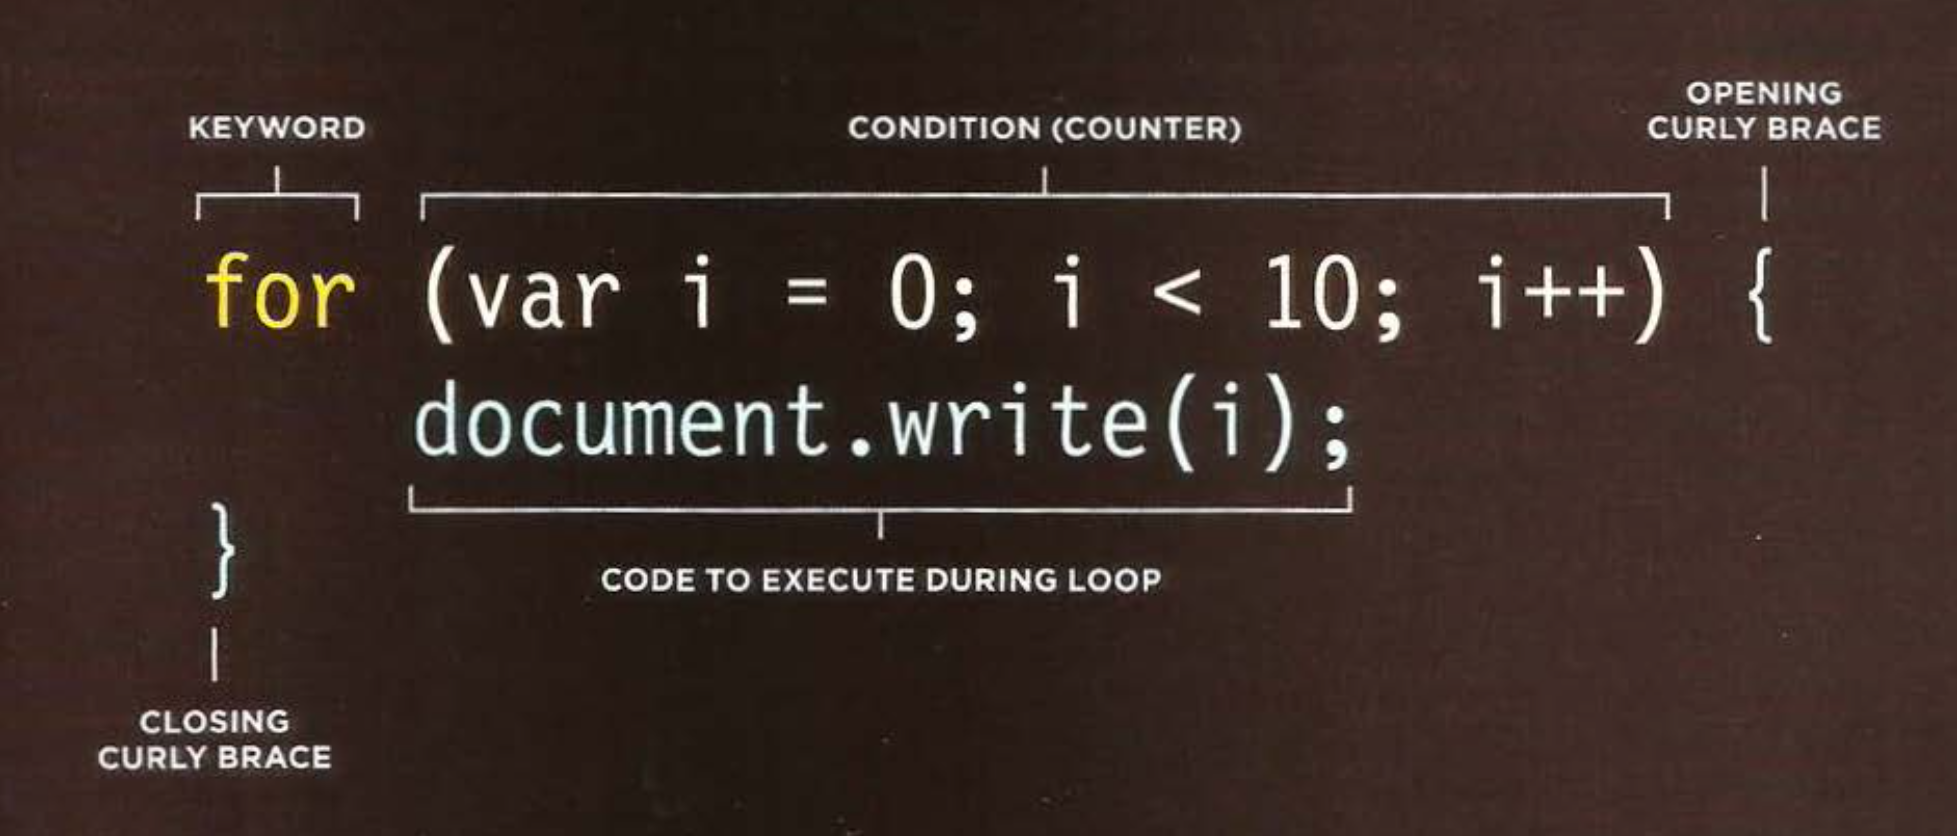 KEYWORD
CONDITION (COUNTER)
OPENING
CURLY BRACE
for (var i = 0; i < 10; i++) {
document.write(i);
}
CODE TO EXECUTE DURING LOOP
CLOSING
CURLY BRACE